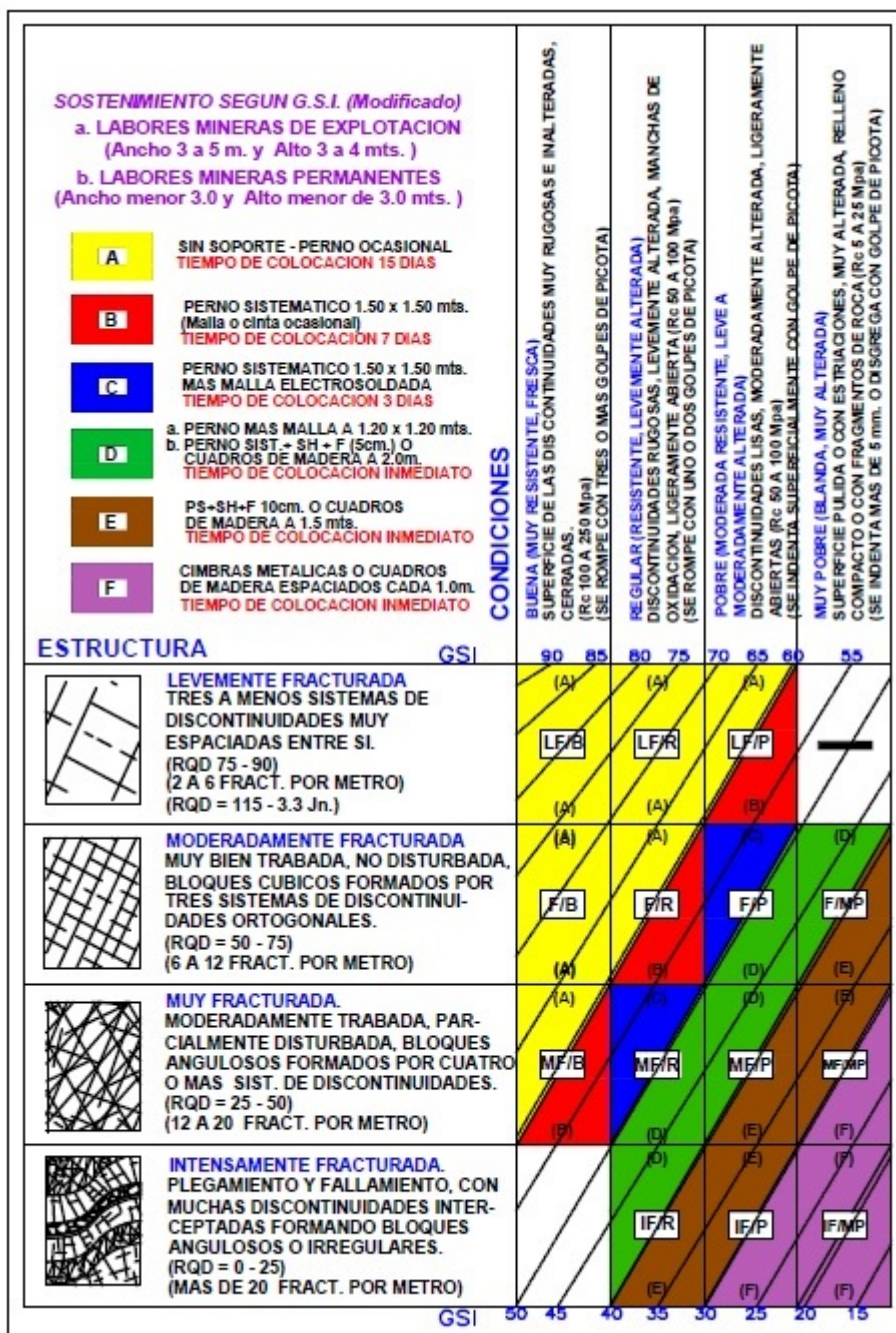 SOSTENIMIENTO SEGUN G.S.I. (Modificado)
a. LABORES MINERAS DE EXPLOTACION
(Ancho 3 a 5 m. y Alto 3 a 4 mts. )
b. LABORES MINERAS PERMANENTES
(Ancho menor 3.0 y Alto menor de 3.0 mts. )
A
SIN SOPORTE - PERNO OCASIONAL
TIEMPO DE COLOCACION 15 DIAS
B
PERNO SISTEMATICO 1.50 x 1.50 mts.
(Malla o cinta ocasional)
TIEMPO DE COLOCACION 7 DIAS
C
PERNO SISTEMATICO 1.50 x 1.50 mts.
MAS MALLA ELECTROSOLDADA
TIEMPO DE COLOCACION 3 DIAS
D
a. PERNO MAS MALLA A 1.20 x 1.20 mts.
b. PERNO SIST.+ SH + F (5cm.) O
CUADROS DE MADERA A 2.0m.
TIEMPO DE COLOCACION INMEDIATO
E
PS+SH+F 10cm. O CUADROS
DE MADERA A 1.5 mts.
TIEMPO DE COLOCACION INMEDIATO
F
CIMBRAS METALICAS O CUADROS
DE MADERA ESPACIADOS CADA 1.0m.
TIEMPO DE COLOCACION INMEDIATO
CONDICIONES
BUENA (MUY RESISTENTE, FRESCA)
SUPERFICIE DE LAS DISCONTINUIDADES MUY RUGOSAS E INALTERADAS,
CERRADAS.
(Rc 100 A 250 Mpa)
(SE ROMPE CON TRES O MAS GOLPES DE PICOTA)
REGULAR (RESISTENTE, LEVEMENTE ALTERADA)
DISCONTINUIDADES RUGOSAS, LEVEMENTE ALTERADA, MANCHAS DE
OXIDACION, LIGERAMENTE ABIERTA (Rc 50 A 100 Mpa)
(SE ROMPE CON UNO O DOS GOLPES DE PICOTA)
POBRE (MODERADA RESISTENTE, LEVE A
MODERADAMENTE ALTERADA)
DISCONTINUIDADES LISAS, MODERADAMENTE ALTERADA, LIGERAMENTE
ABIERTAS (Rc 50 A 100 Mpa)
(SE INDENTA SUPERFICIALMENTE CON GOLPE DE PICOTA)
MUY POBRE (BLANDA, MUY ALTERADA)
SUPERFICIE PULIDA O CON ESTRIACIONES, MUY ALTERADA, RELLENO
COMPACTO O CON FRAGMENTOS DE ROCA (Rc 5 A 25 Mpa)
(SE INDENTA MAS DE 5 mm. O DISGREGA CON GOLPE DE PICOTA)
ESTRUCTURA
GSI 90 85 80 75 70 65 60 55
LEVEMENTE FRACTURADA
TRES A MENOS SISTEMAS DE
DISCONTINUIDADES MUY
ESPACIADAS ENTRE SI.
(RQD 75 - 90)
(2 A 6 FRACT. POR METRO)
(RQD = 115 - 3.3 Jn.)
(A) (A) (A)
LF/B LF/R LF/P
(A) (A) (B)
MODERADAMENTE FRACTURADA
MUY BIEN TRABADA, NO DISTURBADA,
BLOQUES CUBICOS FORMADOS POR
TRES SISTEMAS DE DISCONTINUI-
DADES ORTOGONALES.
(RQD = 50 - 75)
(6 A 12 FRACT. POR METRO)
(A) (A) (C) (D)
F/B F/R F/P F/MP
(A) (B) (D) (E)
MUY FRACTURADA.
MODERADAMENTE TRABADA, PAR-
CIALMENTE DISTURBADA, BLOQUES
ANGULOSOS FORMADOS POR CUATRO
O MAS SIST. DE DISCONTINUIDADES.
(RQD = 25 - 50)
(12 A 20 FRACT. POR METRO)
(A) (C) (D) (E)
MF/B MF/R MF/P MF/MP
(B) (D) (E) (F)
INTENSAMENTE FRACTURADA.
PLEGAMIENTO Y FALLAMIENTO, CON
MUCHAS DISCONTINUIDADES INTER-
CEPTADAS FORMANDO BLOQUES
ANGULOSOS O IRREGULARES.
(RQD = 0 - 25)
(MAS DE 20 FRACT. POR METRO)
(D) (E) (F)
IF/R IF/P IF/MP
(E) (F) (F)
GSI 50 45 40 35 30 25 20 15